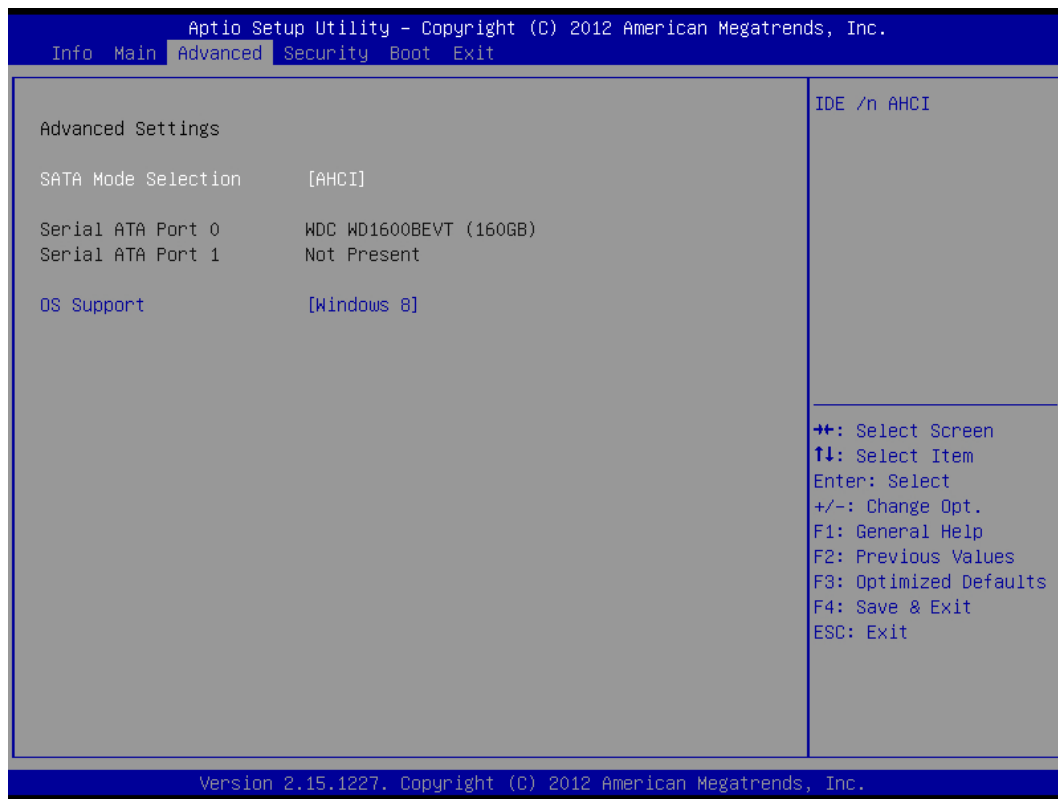 Aptio Setup Utility – Copyright (C) 2012 American Megatrends, Inc.
Info Main Advanced Security Boot Exit
Advanced Settings
SATA Mode Selection [AHCI]
Serial ATA Port 0 WDC WD1600BEVT (160GB)
Serial ATA Port 1 Not Present
OS Support [Windows 8]
IDE /n AHCI
→←: Select Screen
↑↓: Select Item
Enter: Select
+/-: Change Opt.
F1: General Help
F2: Previous Values
F3: Optimized Defaults
F4: Save & Exit
ESC: Exit
Version 2.15.1227. Copyright (C) 2012 American Megatrends, Inc.